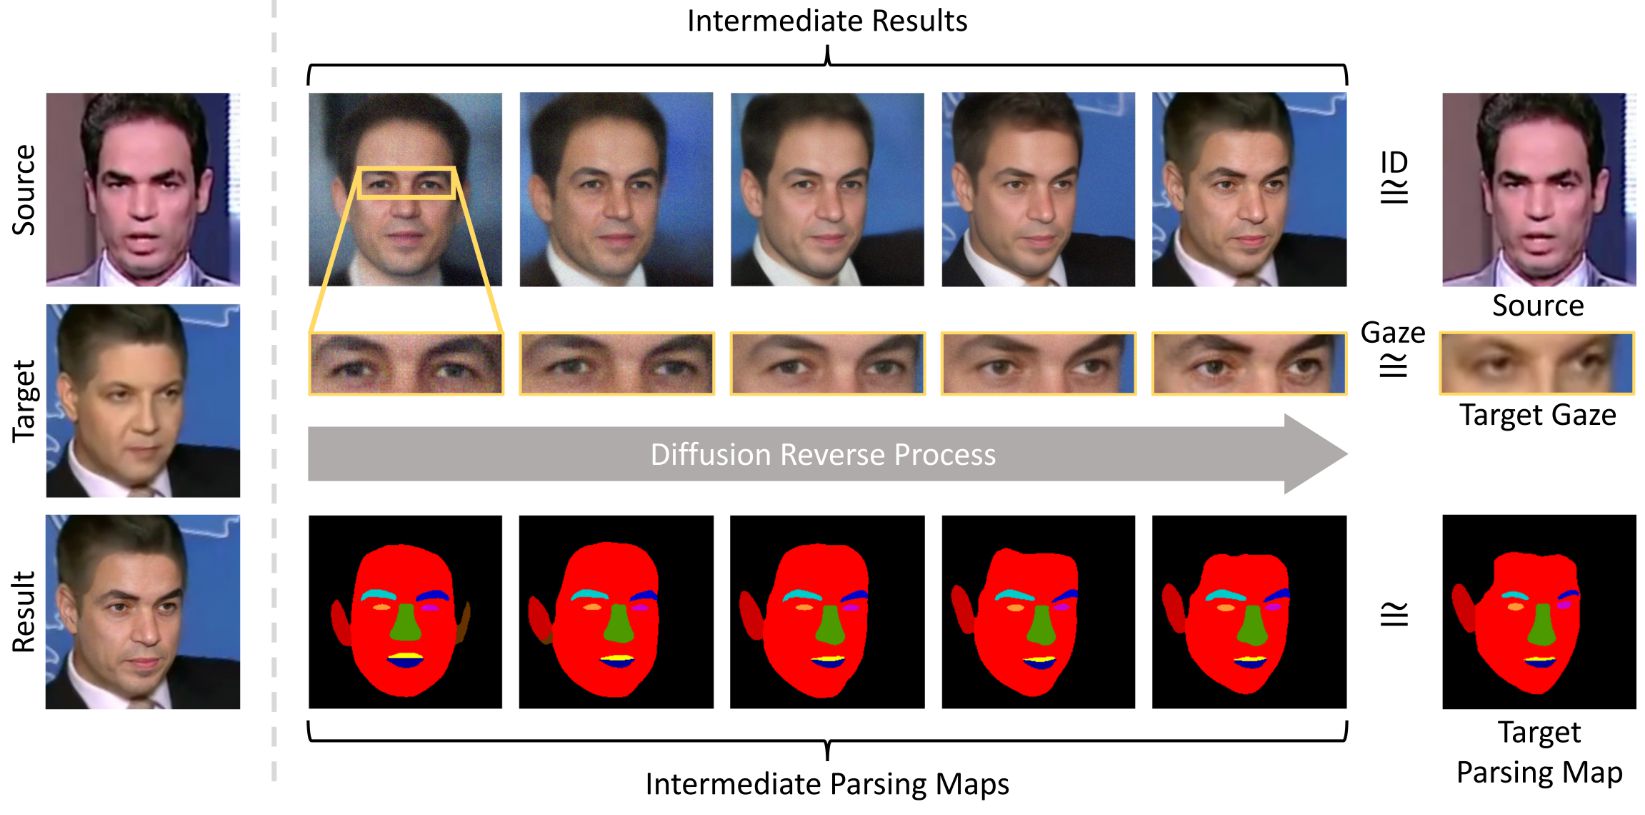 Intermediate Results
Source
ID
≅
Source
Target
Gaze
≅
Target Gaze
Diffusion Reverse Process
Result
≅
Target
Parsing Map
Intermediate Parsing Maps